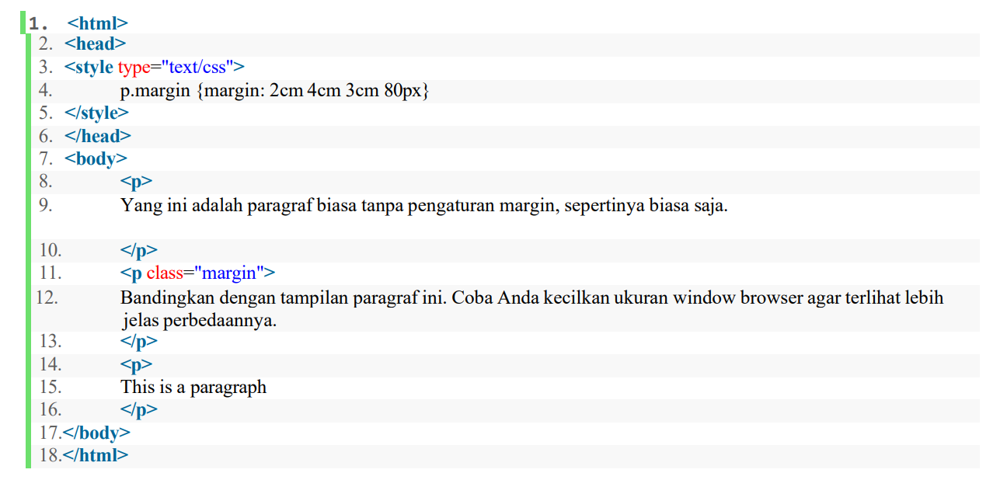 1. <html>
2. <head>
3. <style type="text/css">
4. p.margin {margin: 2cm 4cm 3cm 80px}
5. </style>
6. </head>
7. <body>
8. <p>
9. Yang ini adalah paragraf biasa tanpa pengaturan margin, sepertinya biasa saja.
10. </p>
11. <p class="margin">
12. Bandingkan dengan tampilan paragraf ini. Coba Anda kecilkan ukuran window browser agar terlihat lebih
jelas perbedaannya.
13. </p>
14. <p>
15. This is a paragraph
16. </p>
17.</body>
18.</html>